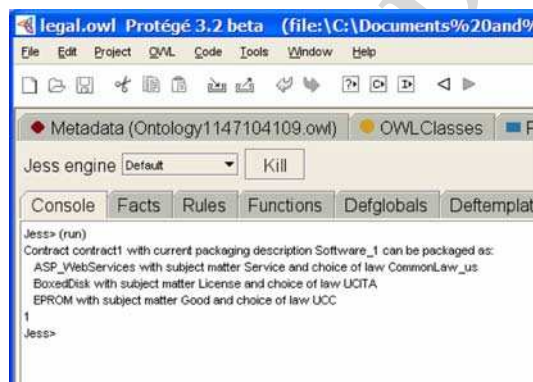 legal.owl Protégé 3.2 beta (file:\C:\Documents%20and%
File Edit Project OWL Code Tools Window Help
Metadata (Ontology1147104109.owl) OWLClasses
Jess engine Default Kill
Console Facts Rules Functions Defglobals Deftemplat
Jess> (run)
Contract contract1 with current packaging description Software_1 can be packaged as:
ASP_WebServices with subject matter Service and choice of law CommonLaw_us
BoxedDisk with subject matter License and choice of law UCITA
EPROM with subject matter Good and choice of law UCC
1
Jess>